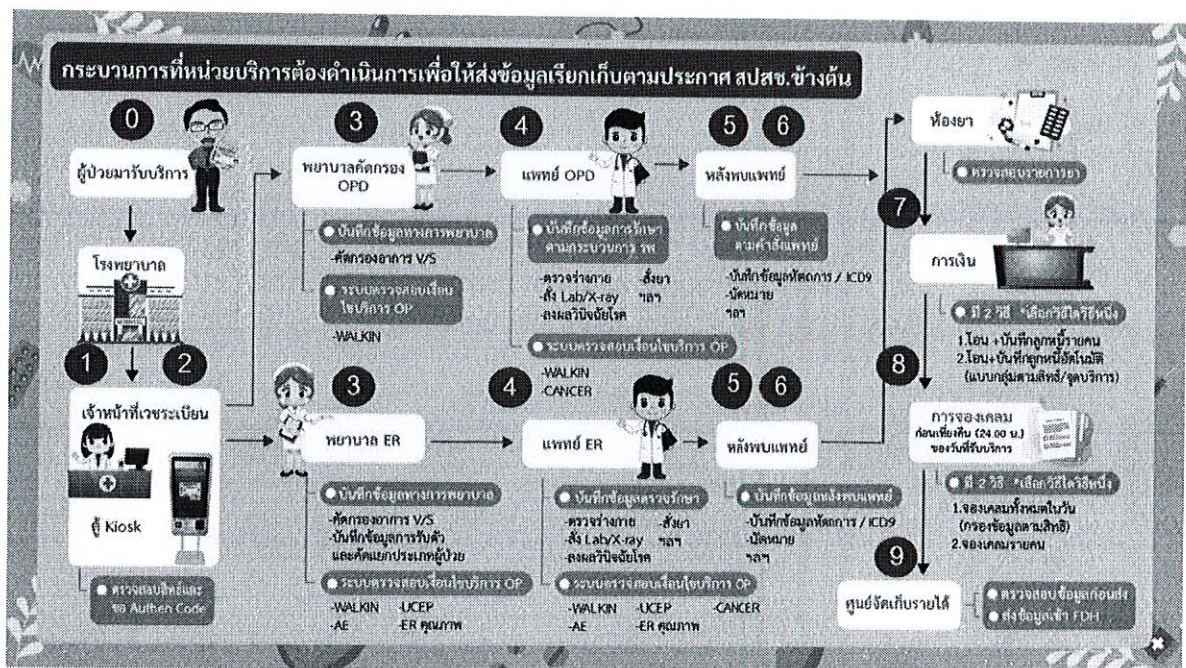 กระบวนการที่หน่วยบริการต้องดำเนินการเพื่อให้ส่งข้อมูลเรียกเก็บตามประกาศ สปสช.ข้างต้น
0
ผู้ป่วยมารับบริการ
โรงพยาบาล
1
2
เจ้าหน้าที่เวชระเบียน
ตู้ Kiosk
ตรวจสอบสิทธิ์และ
ขอ Authen Code
3
พยาบาลคัดกรอง
OPD
บันทึกข้อมูลทางการพยาบาล
-คัดกรองอาการ V/S
ระบบตรวจสอบเงื่อน
ไขบริการ OP
-WALKIN
4
แพทย์ OPD
บันทึกข้อมูลการรักษา
ตามกระบวนการ รพ
-ตรวจร่างกาย -สั่งยา
-สั่ง Lab/X-ray ฯลฯ
-ลงผลวินิจฉัยโรค
ระบบตรวจสอบเงื่อนไขบริการ OP
-WALKIN
-CANCER
5
6
หลังพบแพทย์
บันทึกข้อมูล
ตามคำสั่งแพทย์
-บันทึกข้อมูลหัตถการ / ICD9
-นัดหมาย
ฯลฯ
3
พยาบาล ER
บันทึกข้อมูลทางการพยาบาล
-คัดกรองอาการ V/S
-บันทึกข้อมูลการรับตัว
และคัดแยกประเภทผู้ป่วย
ระบบตรวจสอบเงื่อนไขบริการ OP
-WALKIN -UCEP
-AE -ER คุณภาพ
4
แพทย์ ER
บันทึกข้อมูลตรวจรักษา
-ตรวจร่างกาย -สั่งยา
-สั่ง Lab/X-ray ฯลฯ
-ลงผลวินิจฉัยโรค
ระบบตรวจสอบเงื่อนไขบริการ OP
-WALKIN -UCEP -CANCER
-AE -ER คุณภาพ
5
6
หลังพบแพทย์
บันทึกข้อมูลหลังพบแพทย์
-บันทึกข้อมูลหัตถการ / ICD9
-นัดหมาย
ฯลฯ
ห้องยา
ตรวจสอบรายการยา
7
การเงิน
มี 2 วิธี *เลือกวิธีใดวิธีหนึ่ง
1.โอน +บันทึกลูกหนี้รายคน
2.โอน+บันทึกลูกหนี้อัตโนมัติ
(แบบกลุ่มตามสิทธิ์/จุดบริการ)
8
การจองเคลม
ก่อนเที่ยงคืน (24.00 น.)
ของวันที่รับบริการ
มี 2 วิธี *เลือกวิธีใดวิธีหนึ่ง
1.จองเคลมทั้งหมดในวัน
(กรองข้อมูลตามสิทธิ)
2.จองเคลมรายคน
9
ศูนย์จัดเก็บรายได้
ตรวจสอบข้อมูลก่อนส่ง
ส่งข้อมูลเข้า FDH